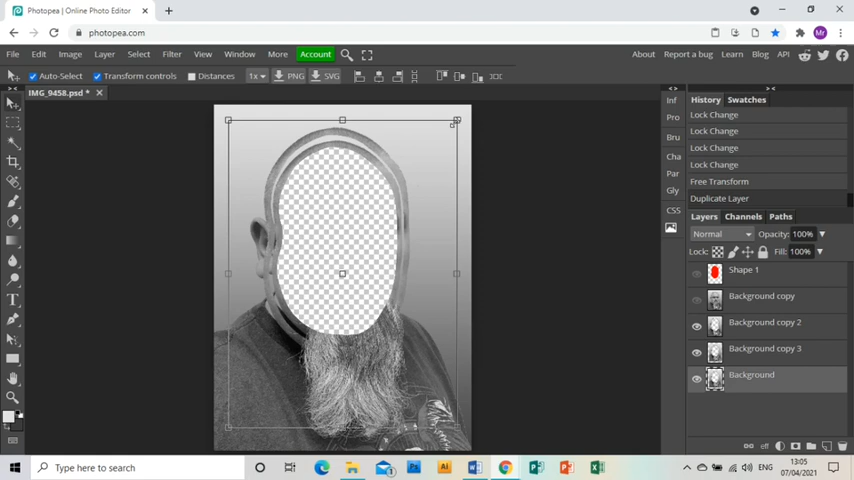 Photopea | Online Photo Editor
photopea.com
Mr
File Edit Image Layer Select Filter View Window More Account
About Report a bug Learn Blog API
Auto-Select Transform controls Distances 1x PNG SVG
IMG_9458.psd *
Inf
Pro
Bru
Cha
Par
Gly
CSS
History Swatches
Lock Change
Lock Change
Lock Change
Lock Change
Free Transform
Duplicate Layer
Layers Channels Paths
Normal Opacity: 100%
Lock: Fill: 100%
Shape 1
Background copy
Background copy 2
Background copy 3
Background
eff
Type here to search
Ps Ai
ENG
13:05
07/04/2021